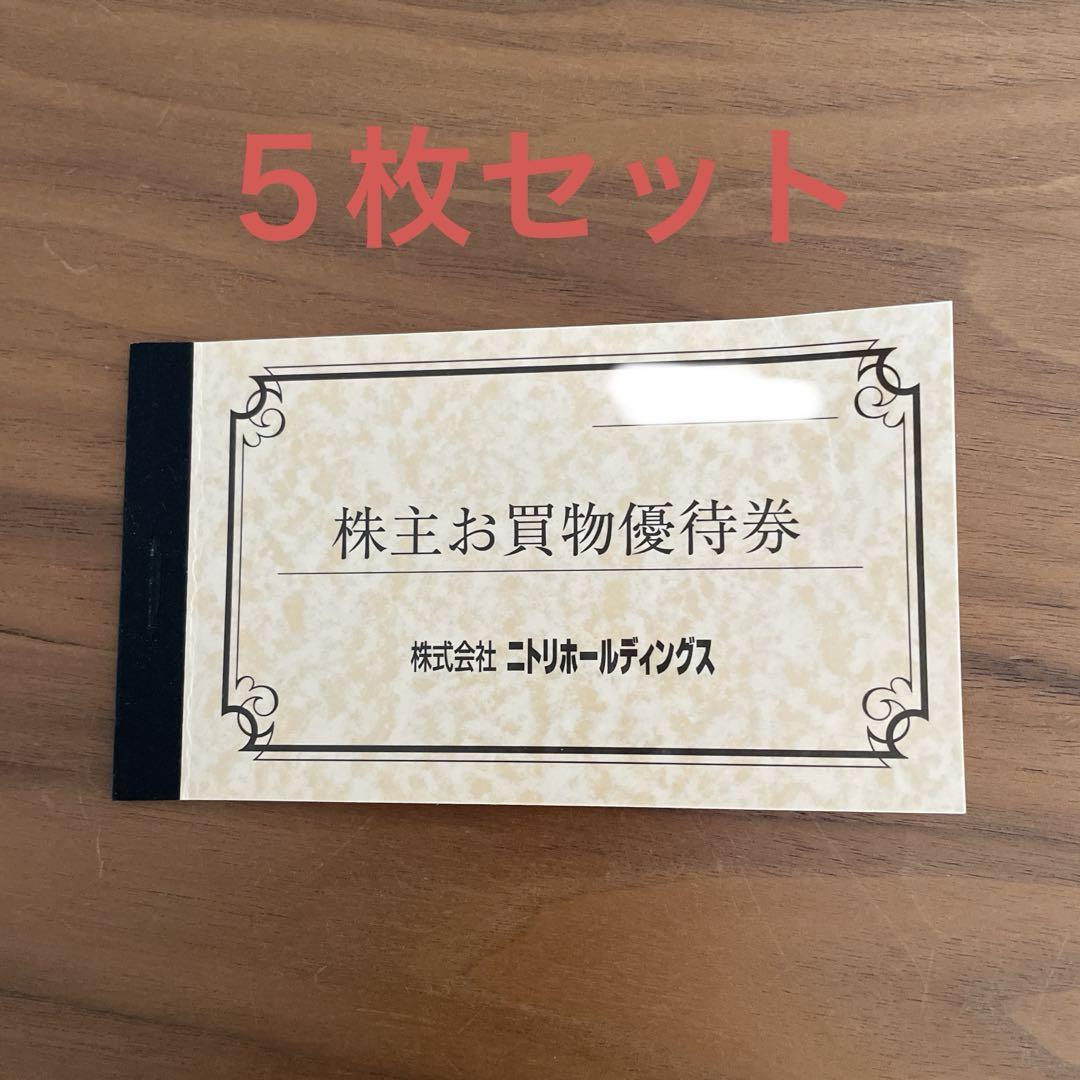 ５枚セット
株主お買物優待券
株式会社 ニトリホールディングス